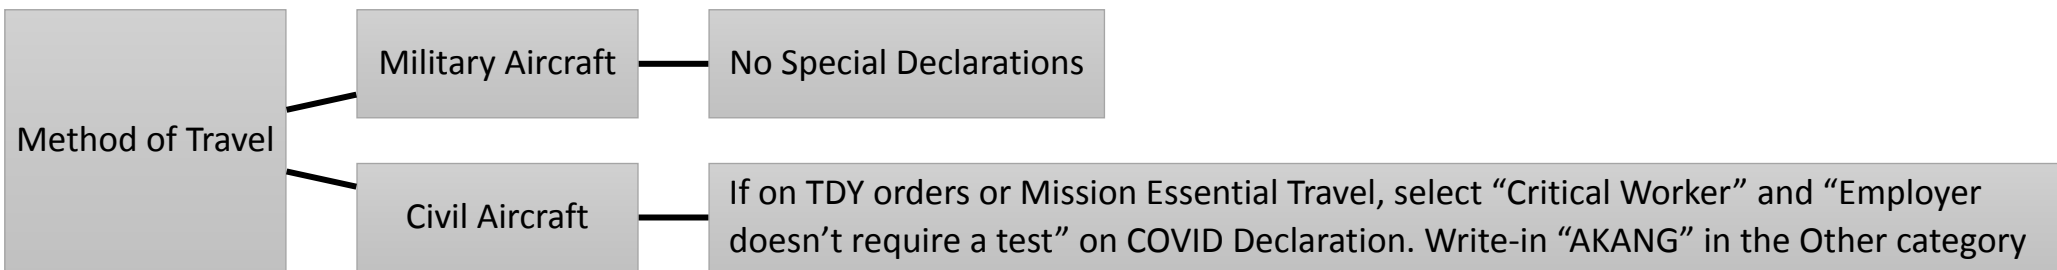 Method of Travel
Military Aircraft
No Special Declarations
Civil Aircraft
If on TDY orders or Mission Essential Travel, select “Critical Worker” and “Employer
doesn’t require a test” on COVID Declaration. Write-in “AKANG” in the Other category